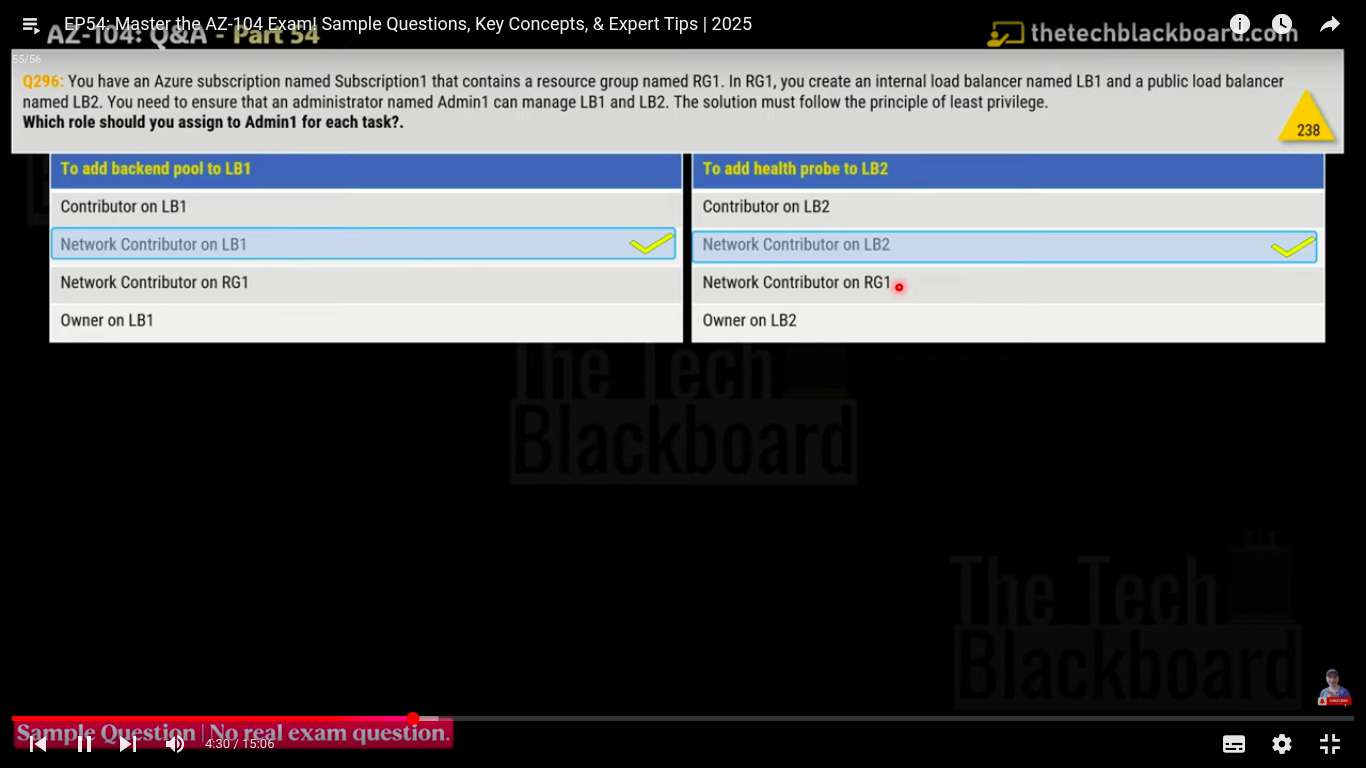 EP54: Master the AZ-104 Exam! Sample Questions, Key Concepts, & Expert Tips | 2025
AZ-104: Q&A - Part 54
thetechblackboard.com
55/56
Q296: You have an Azure subscription named Subscription1 that contains a resource group named RG1. In RG1, you create an internal load balancer named LB1 and a public load balancer
named LB2. You need to ensure that an administrator named Admin1 can manage LB1 and LB2. The solution must follow the principle of least privilege.
Which role should you assign to Admin1 for each task?.
238
To add backend pool to LB1
Contributor on LB1
Network Contributor on LB1
Network Contributor on RG1
Owner on LB1
To add health probe to LB2
Contributor on LB2
Network Contributor on LB2
Network Contributor on RG1
Owner on LB2
The Tech
Blackboard
The Tech
Blackboard
Sample Question | No real exam question.
4:30 / 15:06